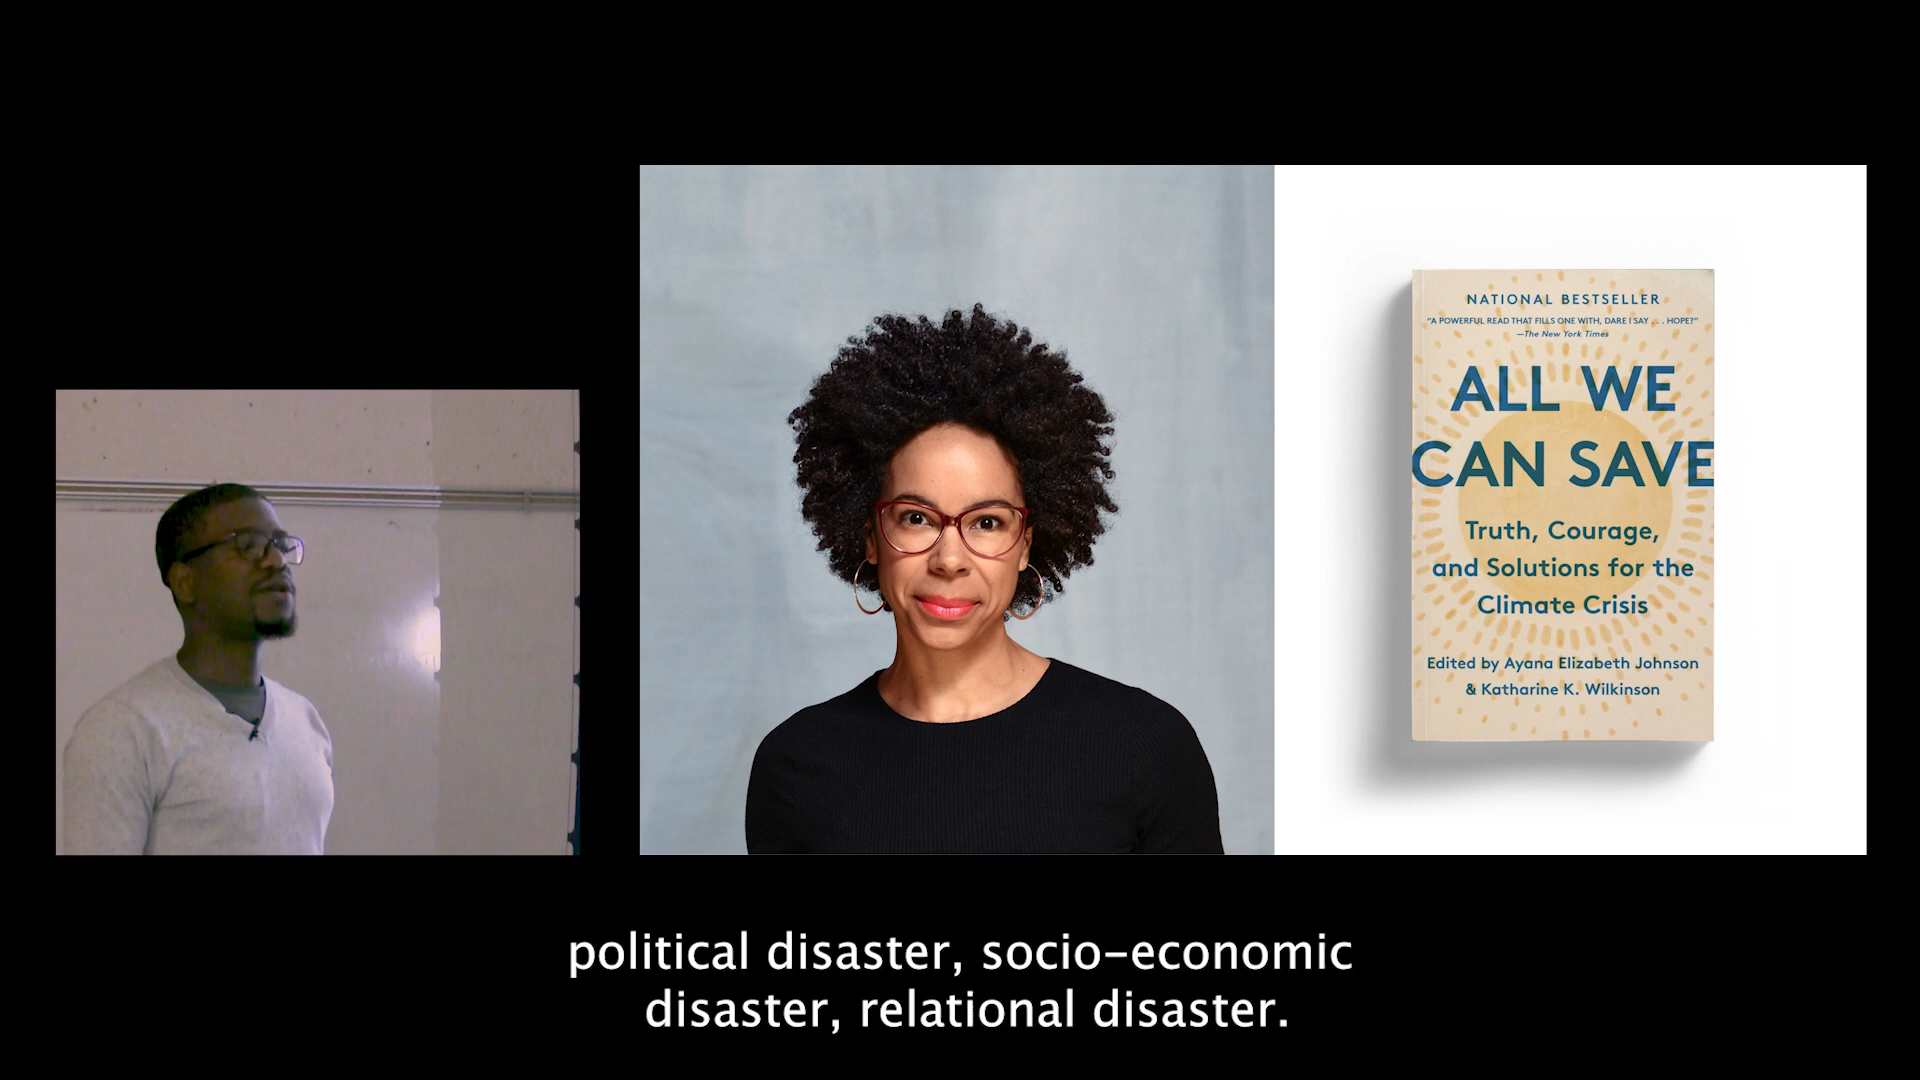 NATIONAL BESTSELLER
“A POWERFUL READ THAT FILLS ONE WITH, DARE I SAY . . . HOPE?”
—The New York Times
ALL WE
CAN SAVE
Truth, Courage,
and Solutions for the
Climate Crisis
Edited by Ayana Elizabeth Johnson
& Katharine K. Wilkinson
political disaster, socio-economic
disaster, relational disaster.